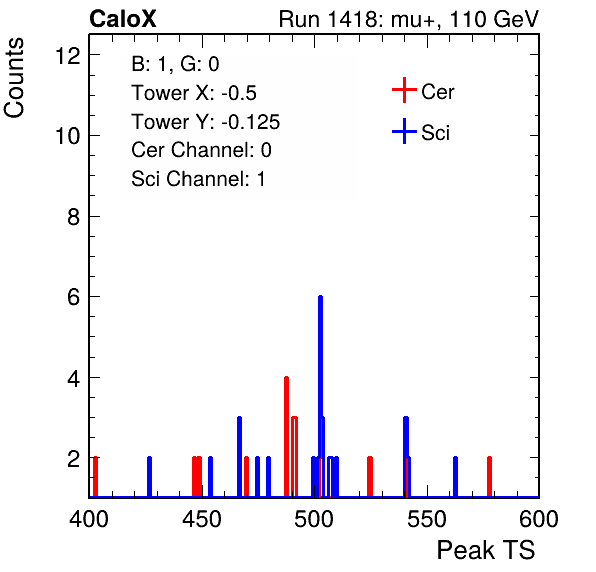 CaloX Run 1418: mu+, 110 GeV
Counts
B: 1, G: 0
Tower X: -0.5
Tower Y: -0.125
Cer Channel: 0
Sci Channel: 1
Cer
Sci
12
10
8
6
4
2
400 450 500 550 600
Peak TS